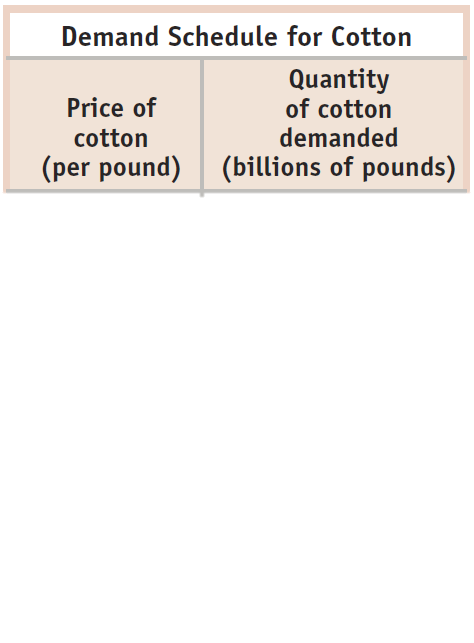 Demand Schedule for Cotton
Price of
cotton
(per pound)
Quantity
of cotton
demanded
(billions of pounds)